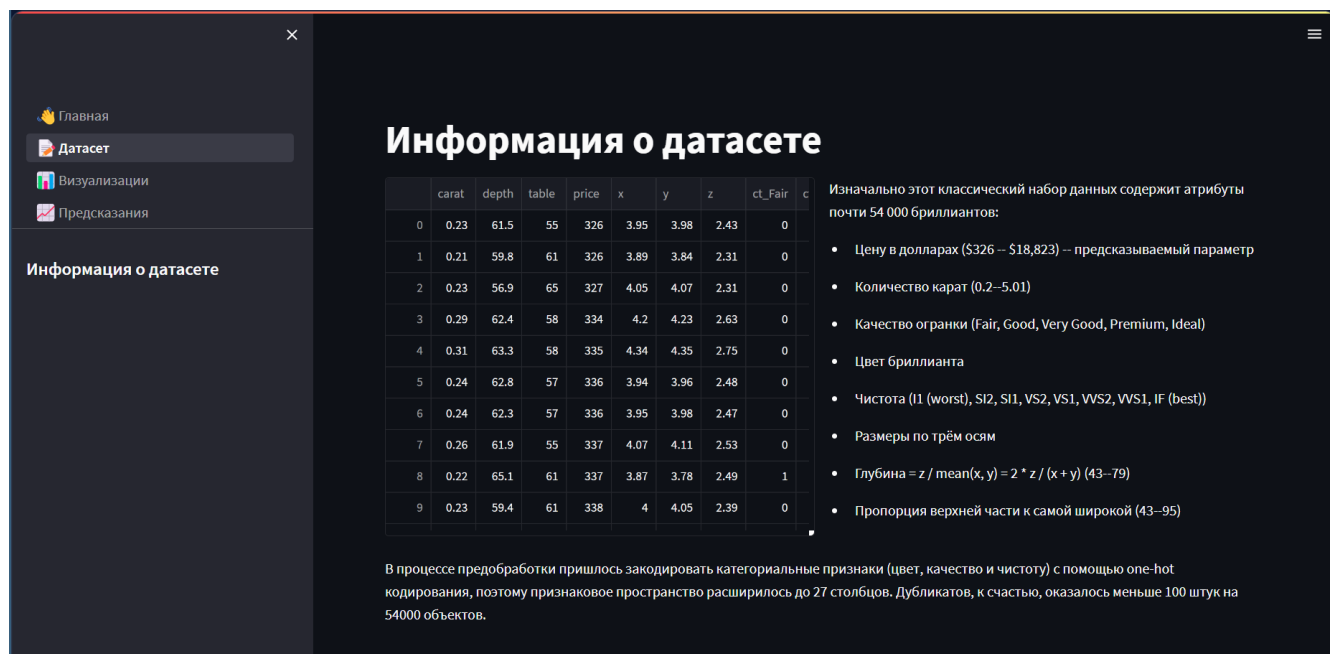 Главная
Датасет
Визуализации
Предсказания
Информация о датасете
Информация о датасете
carat depth table price x y z ct_Fair c
0 0.23 61.5 55 326 3.95 3.98 2.43 0
1 0.21 59.8 61 326 3.89 3.84 2.31 0
2 0.23 56.9 65 327 4.05 4.07 2.31 0
3 0.29 62.4 58 334 4.2 4.23 2.63 0
4 0.31 63.3 58 335 4.34 4.35 2.75 0
5 0.24 62.8 57 336 3.94 3.96 2.48 0
6 0.24 62.3 57 336 3.95 3.98 2.47 0
7 0.26 61.9 55 337 4.07 4.11 2.53 0
8 0.22 65.1 61 337 3.87 3.78 2.49 1
9 0.23 59.4 61 338 4 4.05 2.39 0
Изначально этот классический набор данных содержит атрибуты
почти 54 000 бриллиантов:
• Цену в долларах ($326 -- $18,823) -- предсказываемый параметр
• Количество карат (0.2--5.01)
• Качество огранки (Fair, Good, Very Good, Premium, Ideal)
• Цвет бриллианта
• Чистота (I1 (worst), SI2, SI1, VS2, VS1, VVS2, VVS1, IF (best))
• Размеры по трём осям
• Глубина = z / mean(x, y) = 2 * z / (x + y) (43--79)
• Пропорция верхней части к самой широкой (43--95)
В процессе предобработки пришлось закодировать категориальные признаки (цвет, качество и чистоту) с помощью one-hot
кодирования, поэтому признаковое пространство расширилось до 27 столбцов. Дубликатов, к счастью, оказалось меньше 100 штук на
54000 объектов.